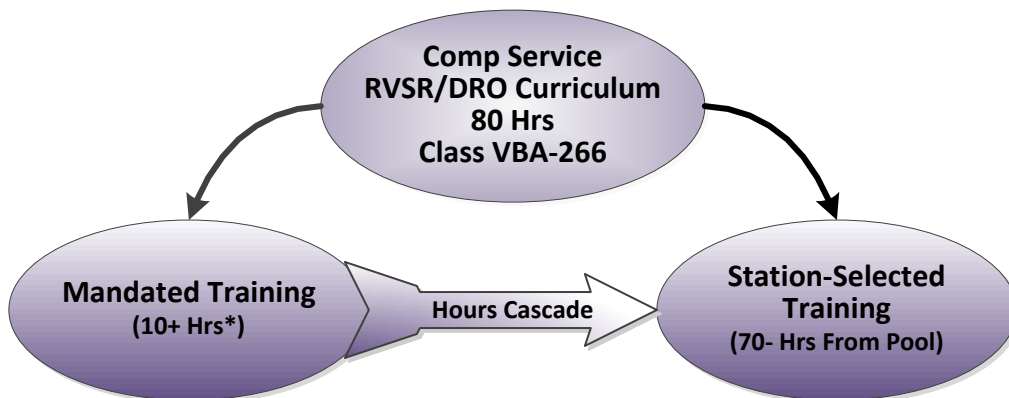 Comp Service
RVSR/DRO Curriculum
80 Hrs
Class VBA-266
Mandated Training
(10+ Hrs*)
Hours Cascade
Station-Selected
Training
(70- Hrs From Pool)